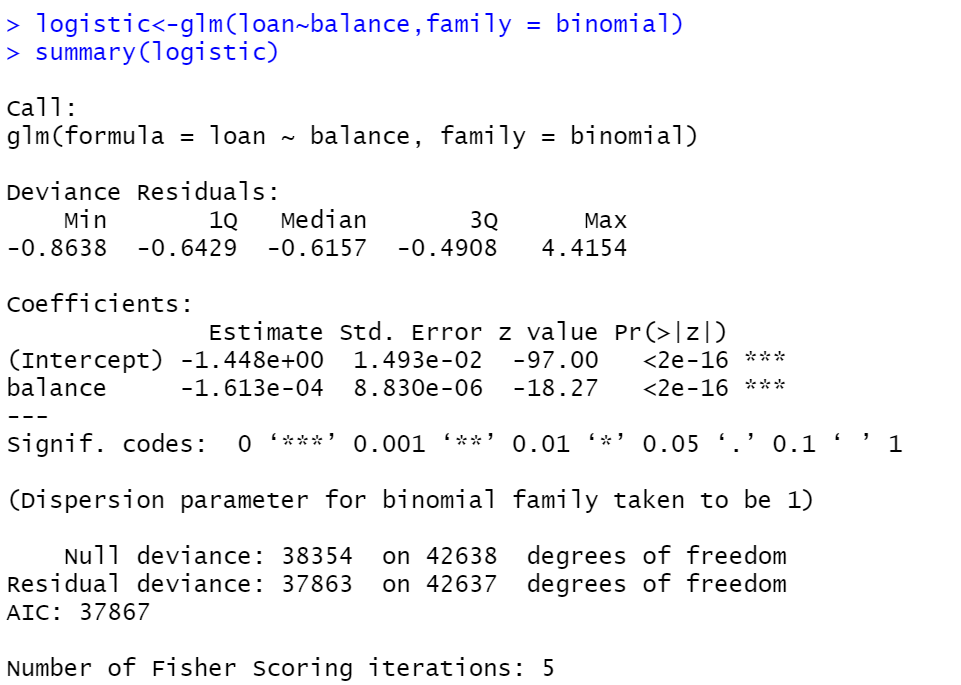 > logistic<-glm(loan~balance,family = binomial)
> summary(logistic)
Call:
glm(formula = loan ~ balance, family = binomial)
Deviance Residuals:
    Min       1Q   Median       3Q      Max
-0.8638  -0.6429  -0.6157  -0.4908   4.4154
Coefficients:
              Estimate Std. Error z value Pr(>|z|)
(Intercept) -1.448e+00  1.493e-02  -97.00   <2e-16 ***
balance     -1.613e-04  8.830e-06  -18.27   <2e-16 ***
---
Signif. codes:  0 ‘***’ 0.001 ‘**’ 0.01 ‘*’ 0.05 ‘.’ 0.1 ‘ ’ 1
(Dispersion parameter for binomial family taken to be 1)
    Null deviance: 38354  on 42638  degrees of freedom
Residual deviance: 37863  on 42637  degrees of freedom
AIC: 37867
Number of Fisher Scoring iterations: 5